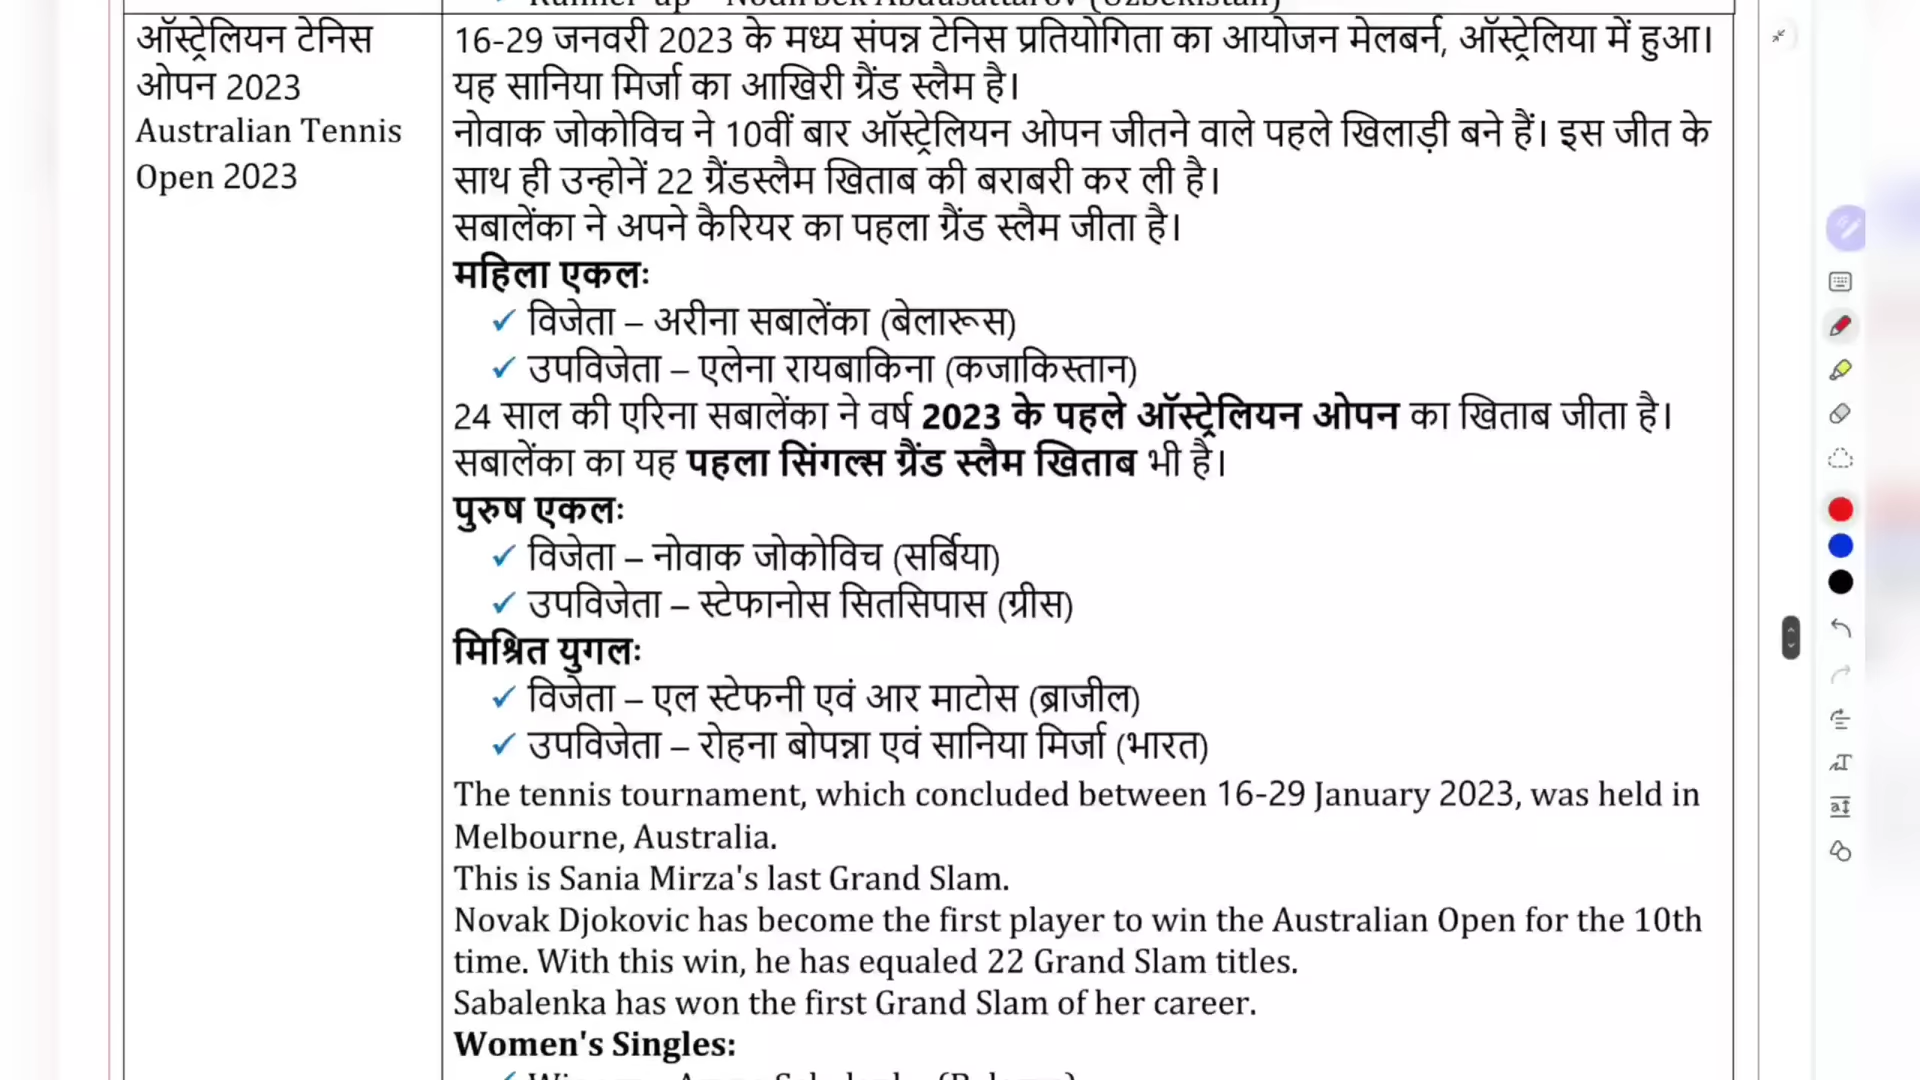 Runner-up – Nodirbek Abdusattarov (Uzbekistan)
ऑस्ट्रेलियन टेनिस
ओपन 2023
Australian Tennis
Open 2023
16-29 जनवरी 2023 के मध्य संपन्न टेनिस प्रतियोगिता का आयोजन मेलबर्न, ऑस्ट्रेलिया में हुआ।
यह सानिया मिर्जा का आखिरी ग्रैंड स्लैम है।
नोवाक जोकोविच ने 10वीं बार ऑस्ट्रेलियन ओपन जीतने वाले पहले खिलाड़ी बने हैं। इस जीत के
साथ ही उन्होनें 22 ग्रैंडस्लैम खिताब की बराबरी कर ली है।
सबालेंका ने अपने कैरियर का पहला ग्रैंड स्लैम जीता है।
महिला एकलः
✓ विजेता – अरीना सबालेंका (बेलारूस)
✓ उपविजेता – एलेना रायबाकिना (कजाकिस्तान)
24 साल की एरिना सबालेंका ने वर्ष 2023 के पहले ऑस्ट्रेलियन ओपन का खिताब जीता है।
सबालेंका का यह पहला सिंगल्स ग्रैंड स्लैम खिताब भी है।
पुरुष एकलः
✓ विजेता – नोवाक जोकोविच (सर्बिया)
✓ उपविजेता – स्टेफानोस सितसिपास (ग्रीस)
मिश्रित युगलः
✓ विजेता – एल स्टेफनी एवं आर माटोस (ब्राजील)
✓ उपविजेता – रोहना बोपन्ना एवं सानिया मिर्जा (भारत)
The tennis tournament, which concluded between 16-29 January 2023, was held in
Melbourne, Australia.
This is Sania Mirza's last Grand Slam.
Novak Djokovic has become the first player to win the Australian Open for the 10th
time. With this win, he has equaled 22 Grand Slam titles.
Sabalenka has won the first Grand Slam of her career.
Women's Singles: